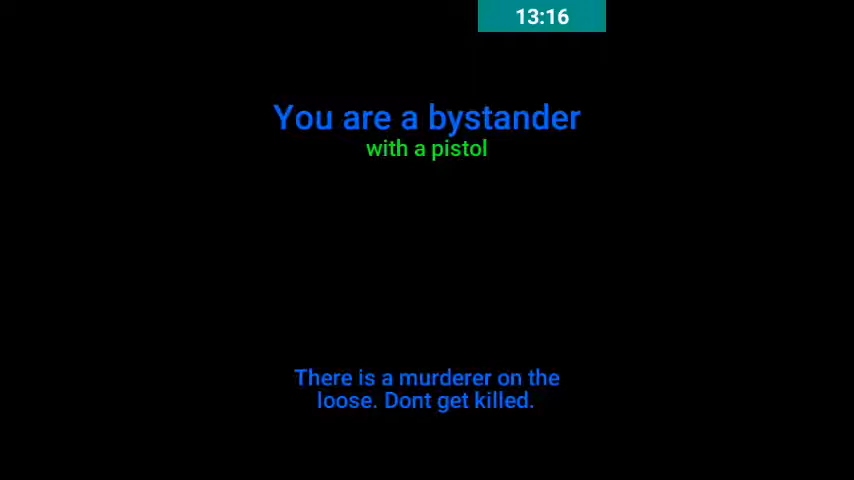 13:16
You are a bystander
with a pistol
There is a murderer on the
loose. Dont get killed.